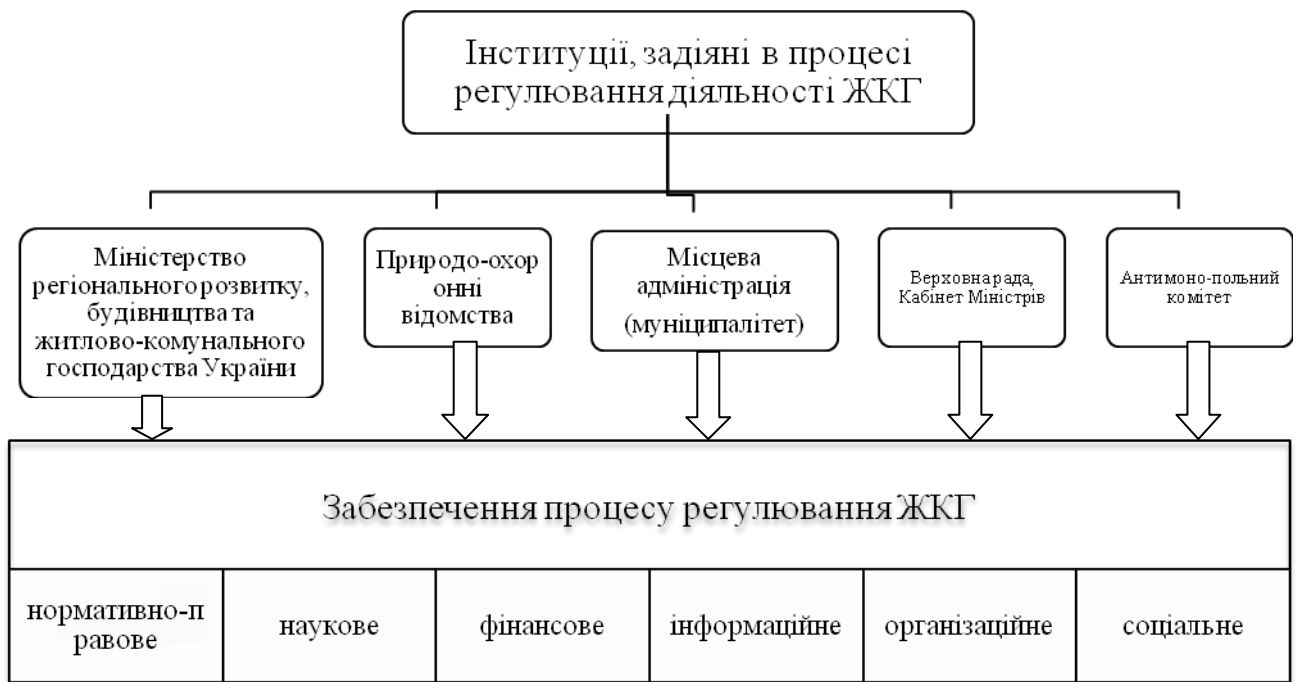 Інституції, задіяні в процесі
регулювання діяльності ЖКГ
Міністерство
регіонального розвитку,
будівництва та
житлово-комунального
господарства України
Природо-охор
онні
відомства
Місцева
адміністрація
(муніципалітет)
Верховна рада,
Кабінет Міністрів
Антимоно-польний
комітет
Забезпечення процесу регулювання ЖКГ
нормативно-п
равове
наукове
фінансове
інформаційне
організаційне
соціальне